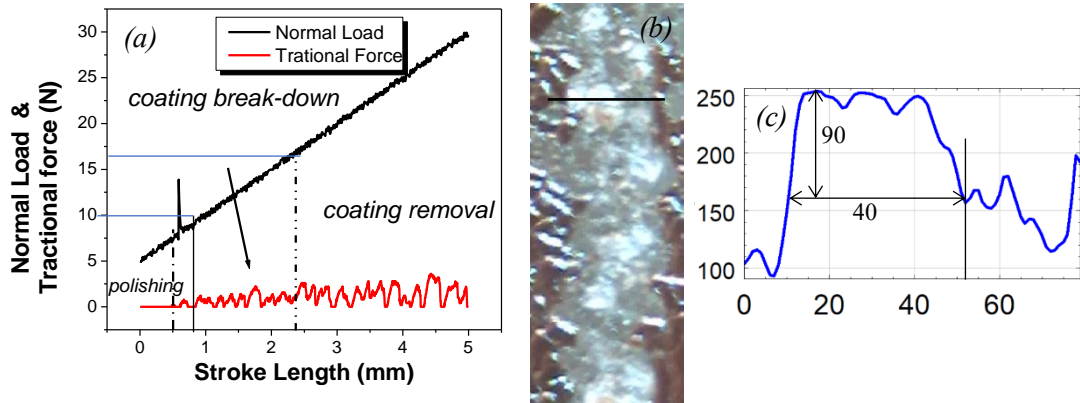 (a)
Normal Load
Trational Force
coating break-down
coating removal
polishing
30
25
20
15
10
5
0
Normal Load &
Tractional force (N)
0 1 2 3 4 5
Stroke Length (mm)
(b)
(c)
250
200
150
100
90
40
0 20 40 60